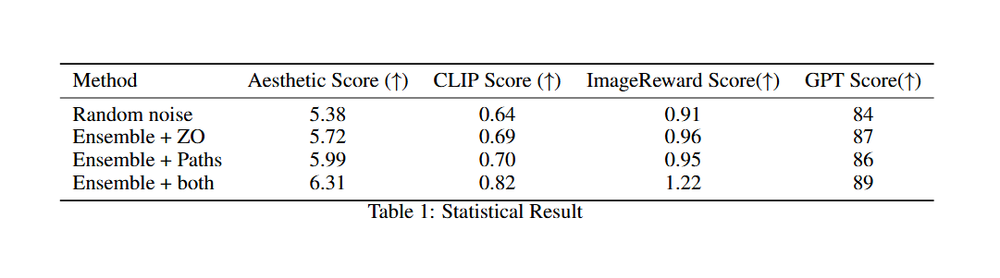 Method Aesthetic Score (↑) CLIP Score (↑) ImageReward Score(↑) GPT Score(↑)
Random noise 5.38 0.64 0.91 84
Ensemble + ZO 5.72 0.69 0.96 87
Ensemble + Paths 5.99 0.70 0.95 86
Ensemble + both 6.31 0.82 1.22 89
Table 1: Statistical Result